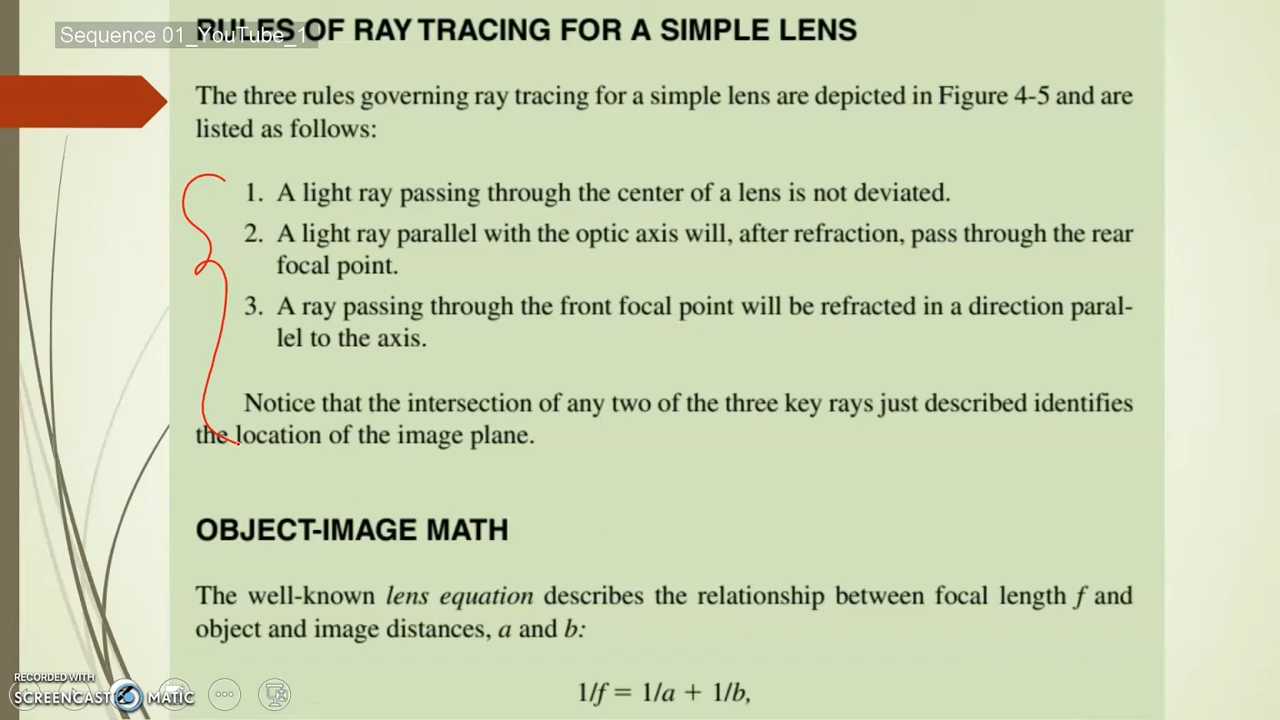 RULES OF RAY TRACING FOR A SIMPLE LENS
Sequence 01_YouTube_1
The three rules governing ray tracing for a simple lens are depicted in Figure 4-5 and are
listed as follows:
1. A light ray passing through the center of a lens is not deviated.
2. A light ray parallel with the optic axis will, after refraction, pass through the rear
focal point.
3. A ray passing through the front focal point will be refracted in a direction paral-
lel to the axis.
Notice that the intersection of any two of the three key rays just described identifies
the location of the image plane.
OBJECT-IMAGE MATH
The well-known lens equation describes the relationship between focal length f and
object and image distances, a and b:
1/f = 1/a + 1/b,
RECORDED WITH
SCREENCAST MATIC